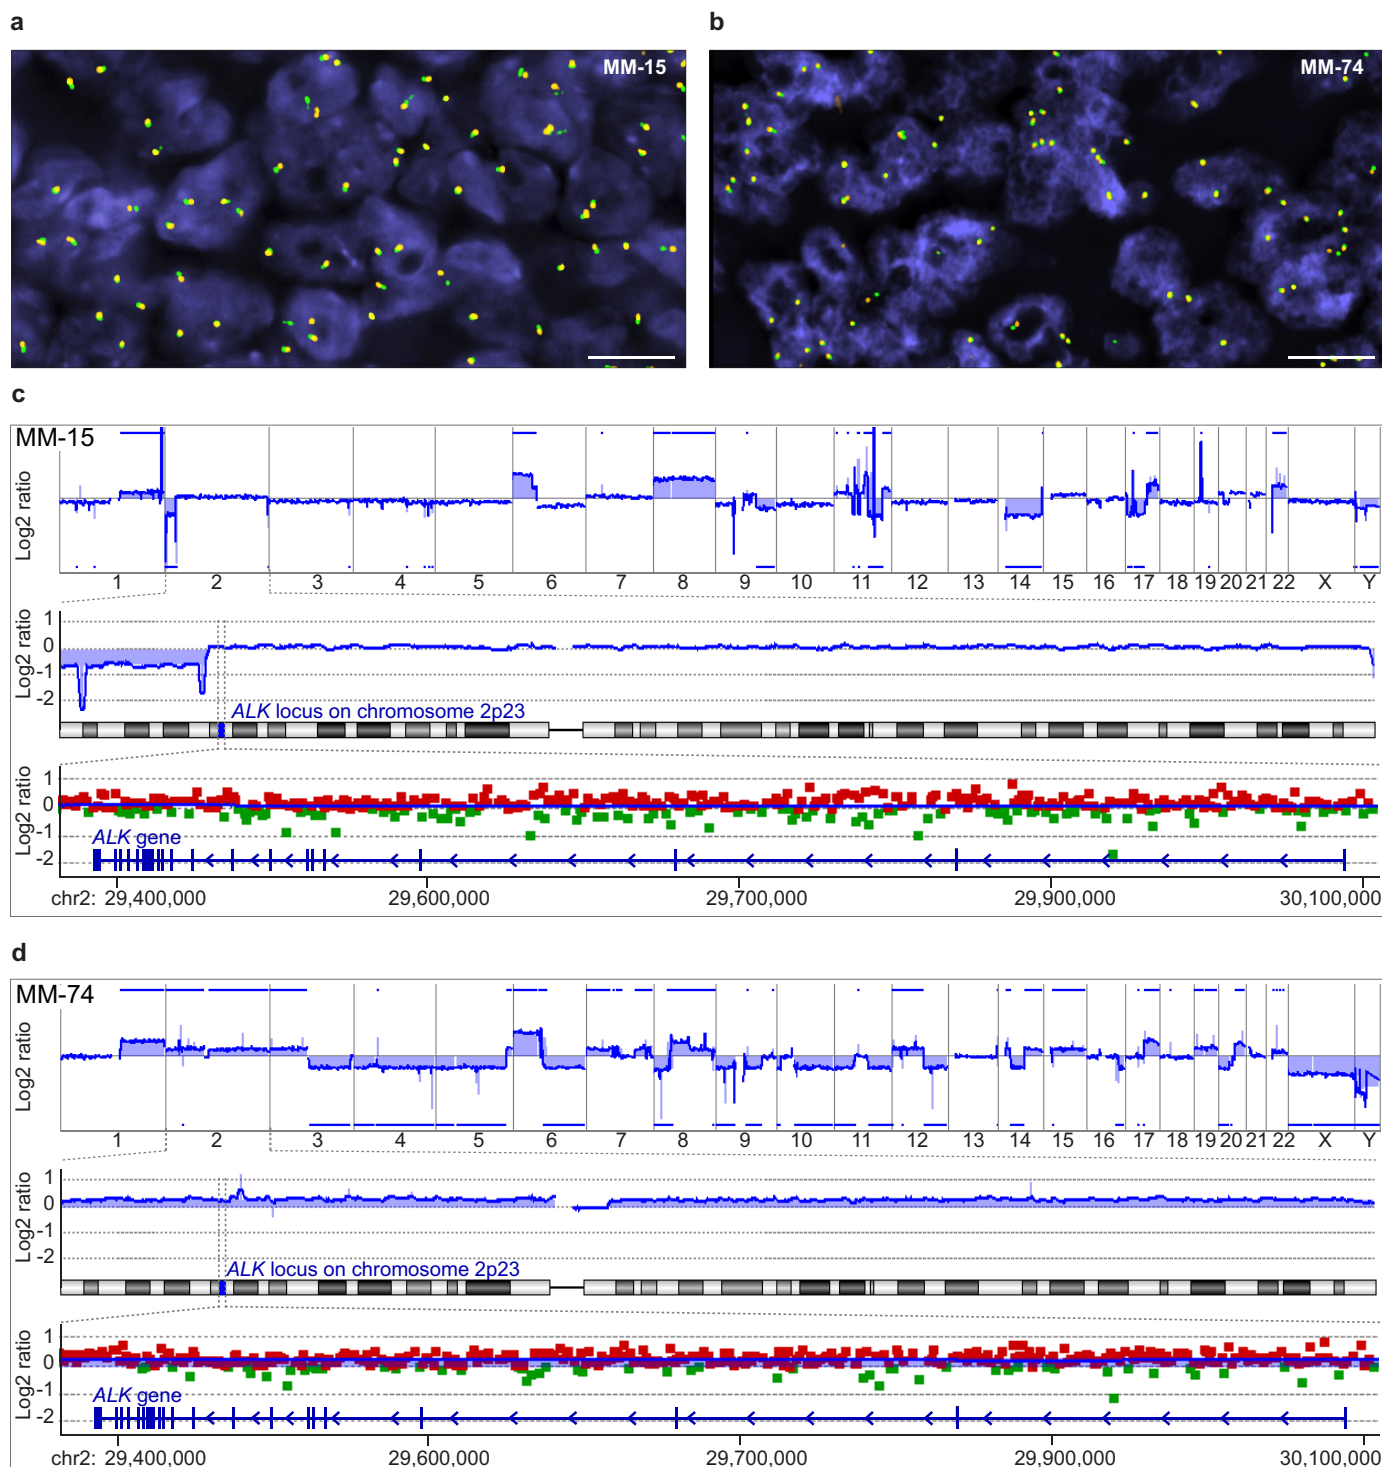 a
b
MM-15
MM-74
c
MM-15
Log2 ratio
1 2 3 4 5 6 7 8 9 10 11 12 13 14 15 16 17 18 19 20 21 22 X Y
Log2 ratio
1
0
-1
-2
ALK locus on chromosome 2p23
Log2 ratio
1
0
-1
-2
ALK gene
chr2: 29,400,000 29,600,000 29,700,000 29,900,000 30,100,000
d
MM-74
Log2 ratio
1 2 3 4 5 6 7 8 9 10 11 12 13 14 15 16 17 18 19 20 21 22 X Y
Log2 ratio
1
0
-1
-2
ALK locus on chromosome 2p23
Log2 ratio
1
0
-1
-2
ALK gene
chr2: 29,400,000 29,600,000 29,700,000 29,900,000 30,100,000